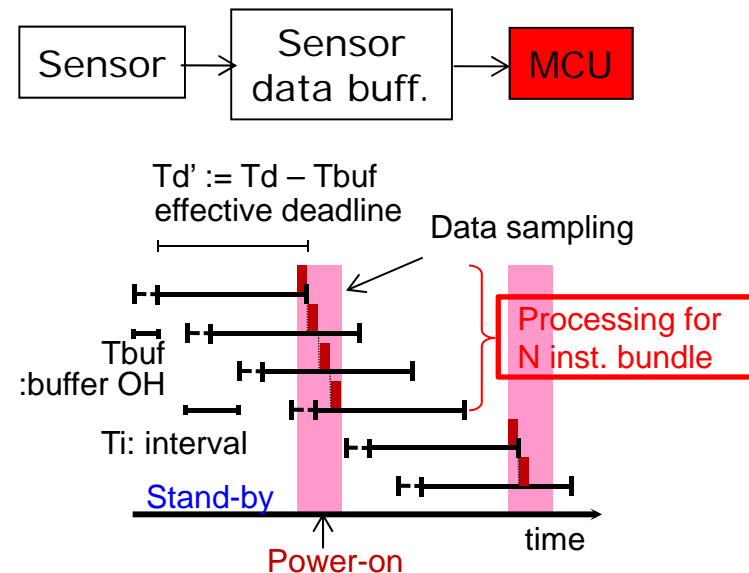 Sensor
Sensor
data buff.
MCU
Td’ := Td – Tbuf
effective deadline
Data sampling
Processing for
N inst. bundle
Tbuf
:buffer OH
Ti: interval
Stand-by
time
Power-on